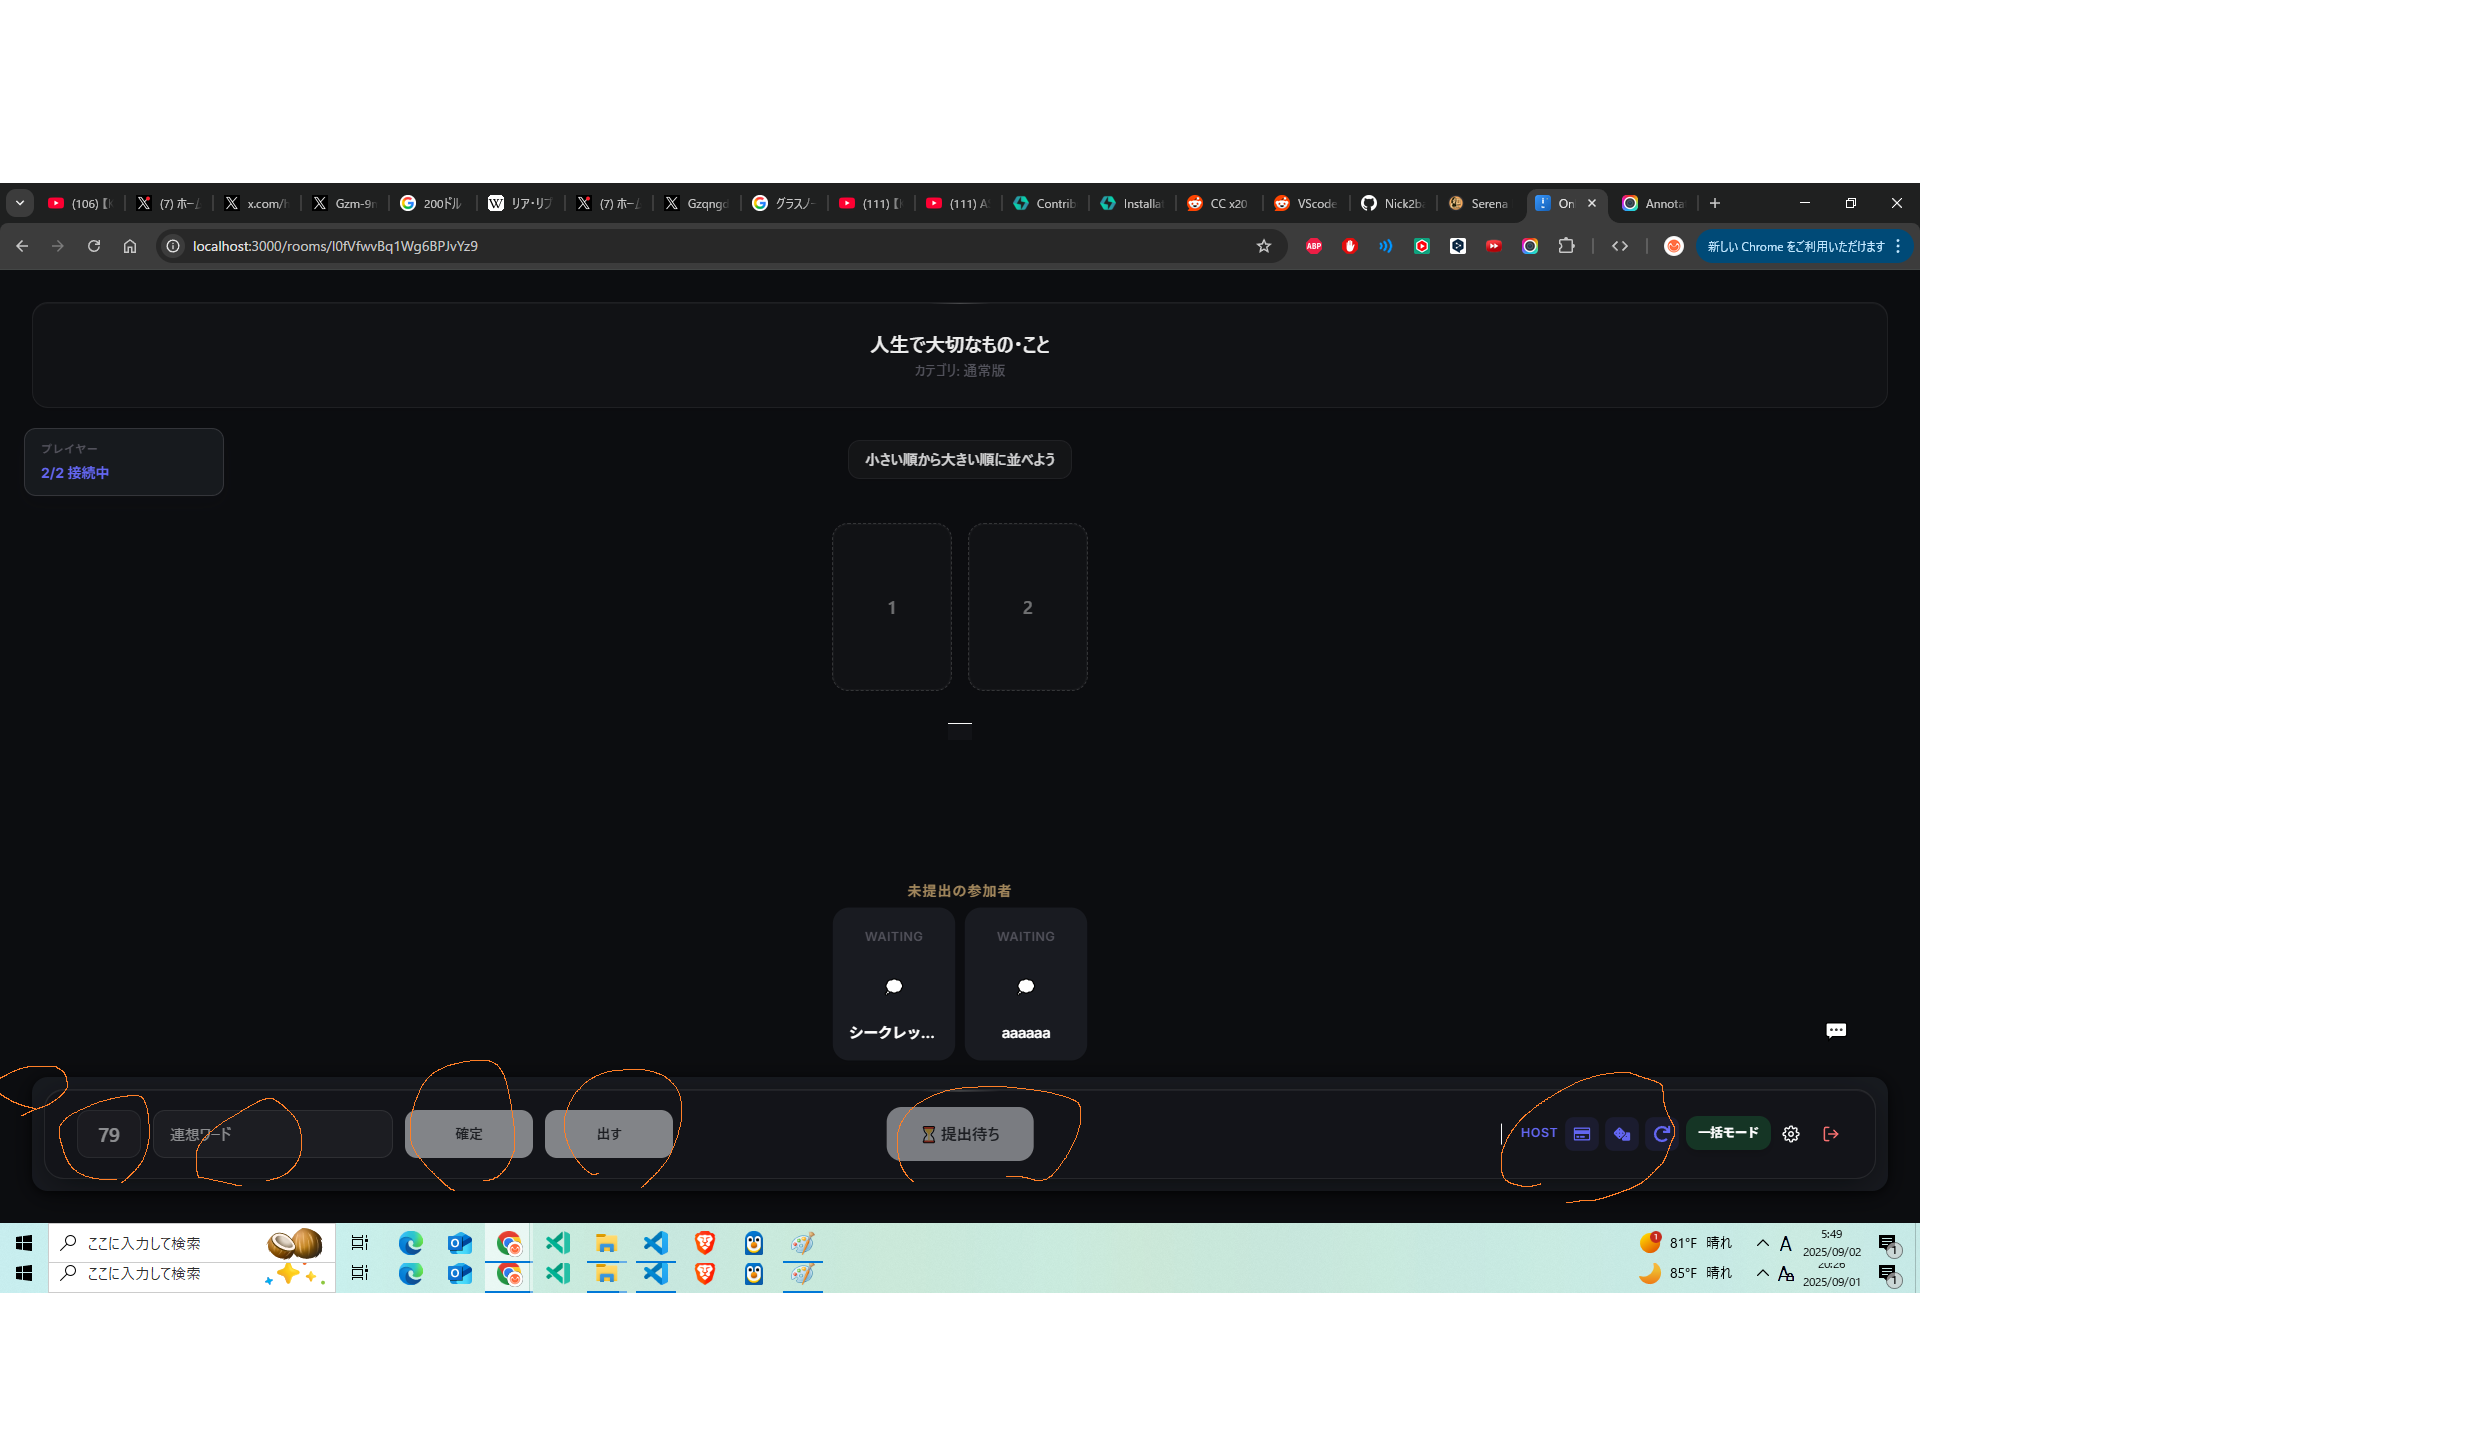 (106)
(7) ホーム
x.com/h
Gzm-9r
200ドル
リア・リブ
(7) ホーム
Gzqngd
グラスノ
(111)
(111) A
Contrib
Installat
CC x20
VScode
Nick2b
Serena
On
Annota
localhost:3000/rooms/l0fVfwvBq1Wg6BPJvYz9
ABP
新しい Chrome をご利用いただけます
人生で大切なもの・こと
カテゴリ: 通常版
プレイヤー
2/2 接続中
小さい順から大きい順に並べよう
1
2
未提出の参加者
WAITING
WAITING
シークレッ...
aaaaaa
79
連想ワード
確定
出す
提出待ち
HOST
一括モード
ここに入力して検索
81°F 晴れ
A
5:49
2025/09/02
1
ここに入力して検索
85°F 晴れ
20:26
2025/09/01
1